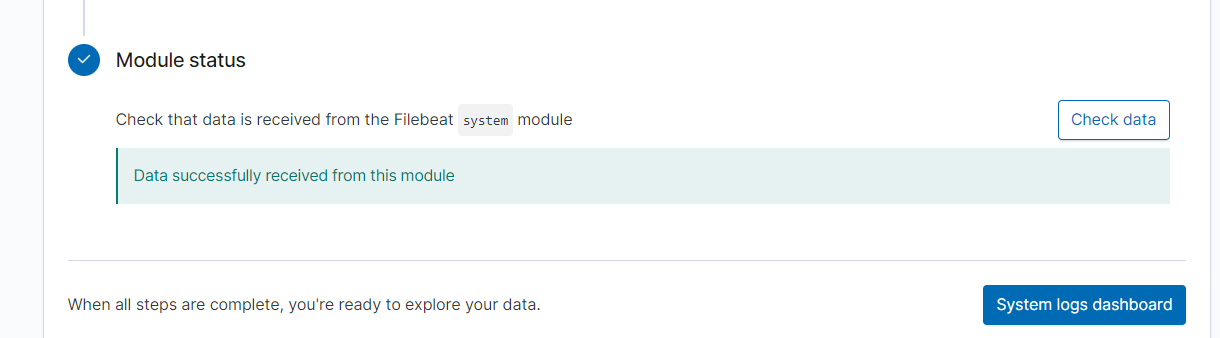 Module status
Check that data is received from the Filebeat system module
Check data
Data successfully received from this module
When all steps are complete, you're ready to explore your data.
System logs dashboard